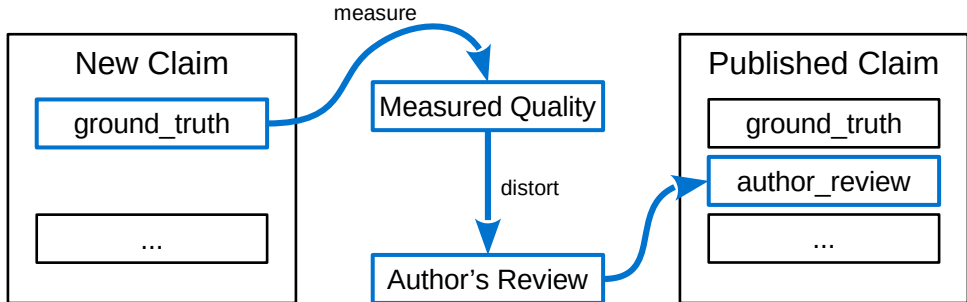 measure
New Claim
ground_truth
...
Measured Quality
distort
Author’s Review
Published Claim
ground_truth
author_review
...